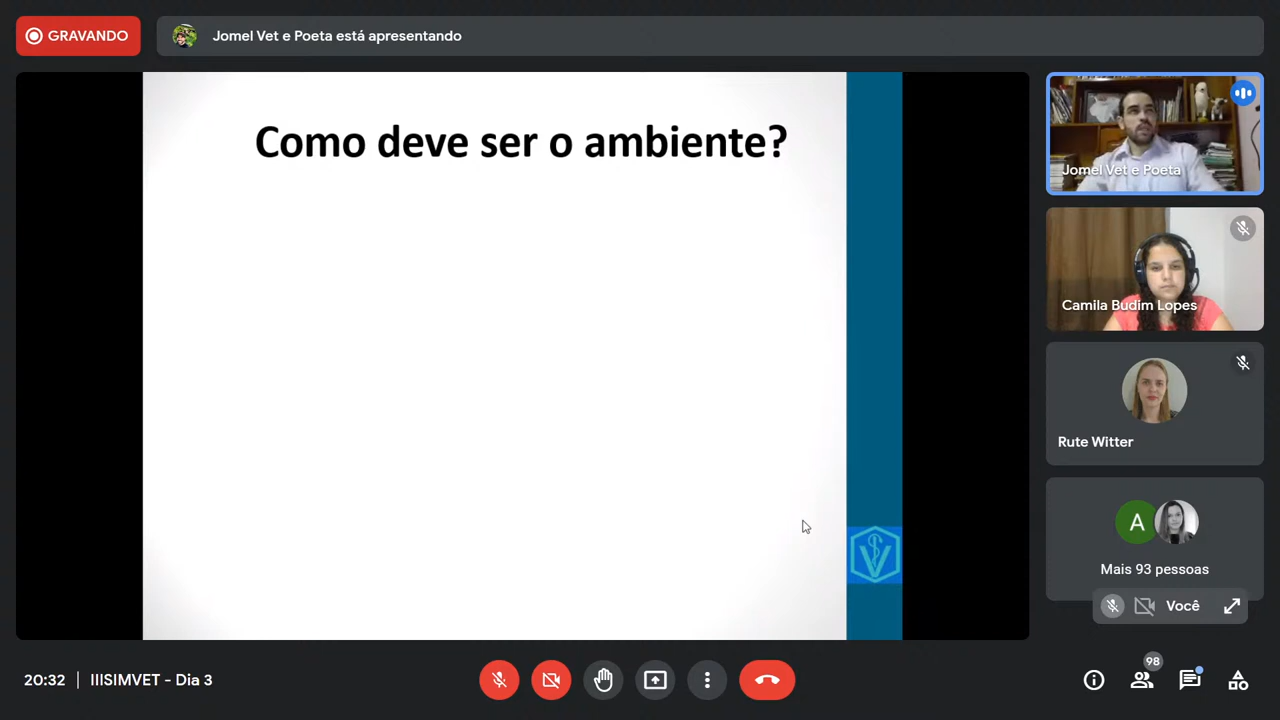 GRAVANDO
Jomel Vet e Poeta está apresentando
Como deve ser o ambiente?
V
Jomel Vet e Poeta
Camila Budim Lopes
Rute Witter
A
Mais 93 pessoas
Você
20:32 | IIISIMVET - Dia 3
98